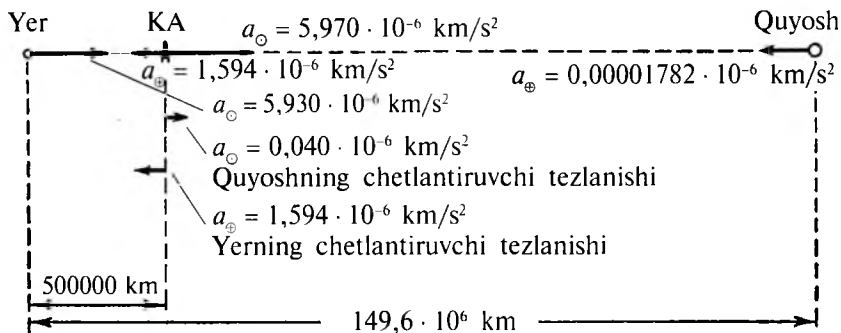 Yer KA Quyosh
a☉ = 5,970 · 10⁻⁶ km/s²
a⊕ = 1,594 · 10⁻⁶ km/s²
a⊕ = 0,00001782 · 10⁻⁶ km/s²
a☉ = 5,930 · 10⁻⁶ km/s²
a☉ = 0,040 · 10⁻⁶ km/s²
Quyoshning chetlantiruvchi tezlanishi
a⊕ = 1,594 · 10⁻⁶ km/s²
Yerning chetlantiruvchi tezlanishi
500000 km
149,6 · 10⁶ km